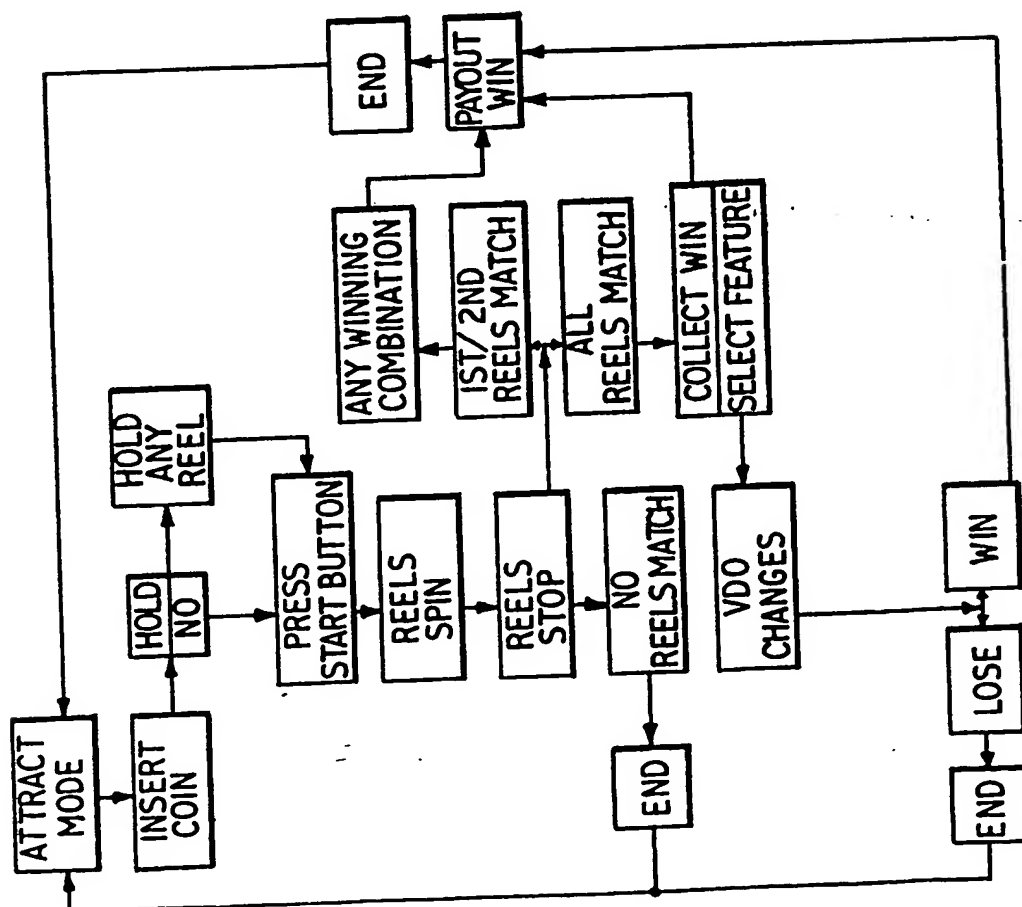 ATTRACT
MODE
INSERT
COIN
HOLD
NO
HOLD
ANY
REEL
PRESS
START BUTTON
REELS
SPIN
REELS
STOP
NO
REELS MATCH
END
ANY WINNING
COMBINATION
1ST/2ND
REELS MATCH
ALL
REELS MATCH
COLLECT WIN
SELECT FEATURE
PAYOUT
WIN
END
VDO
CHANGES
WIN
LOSE
END